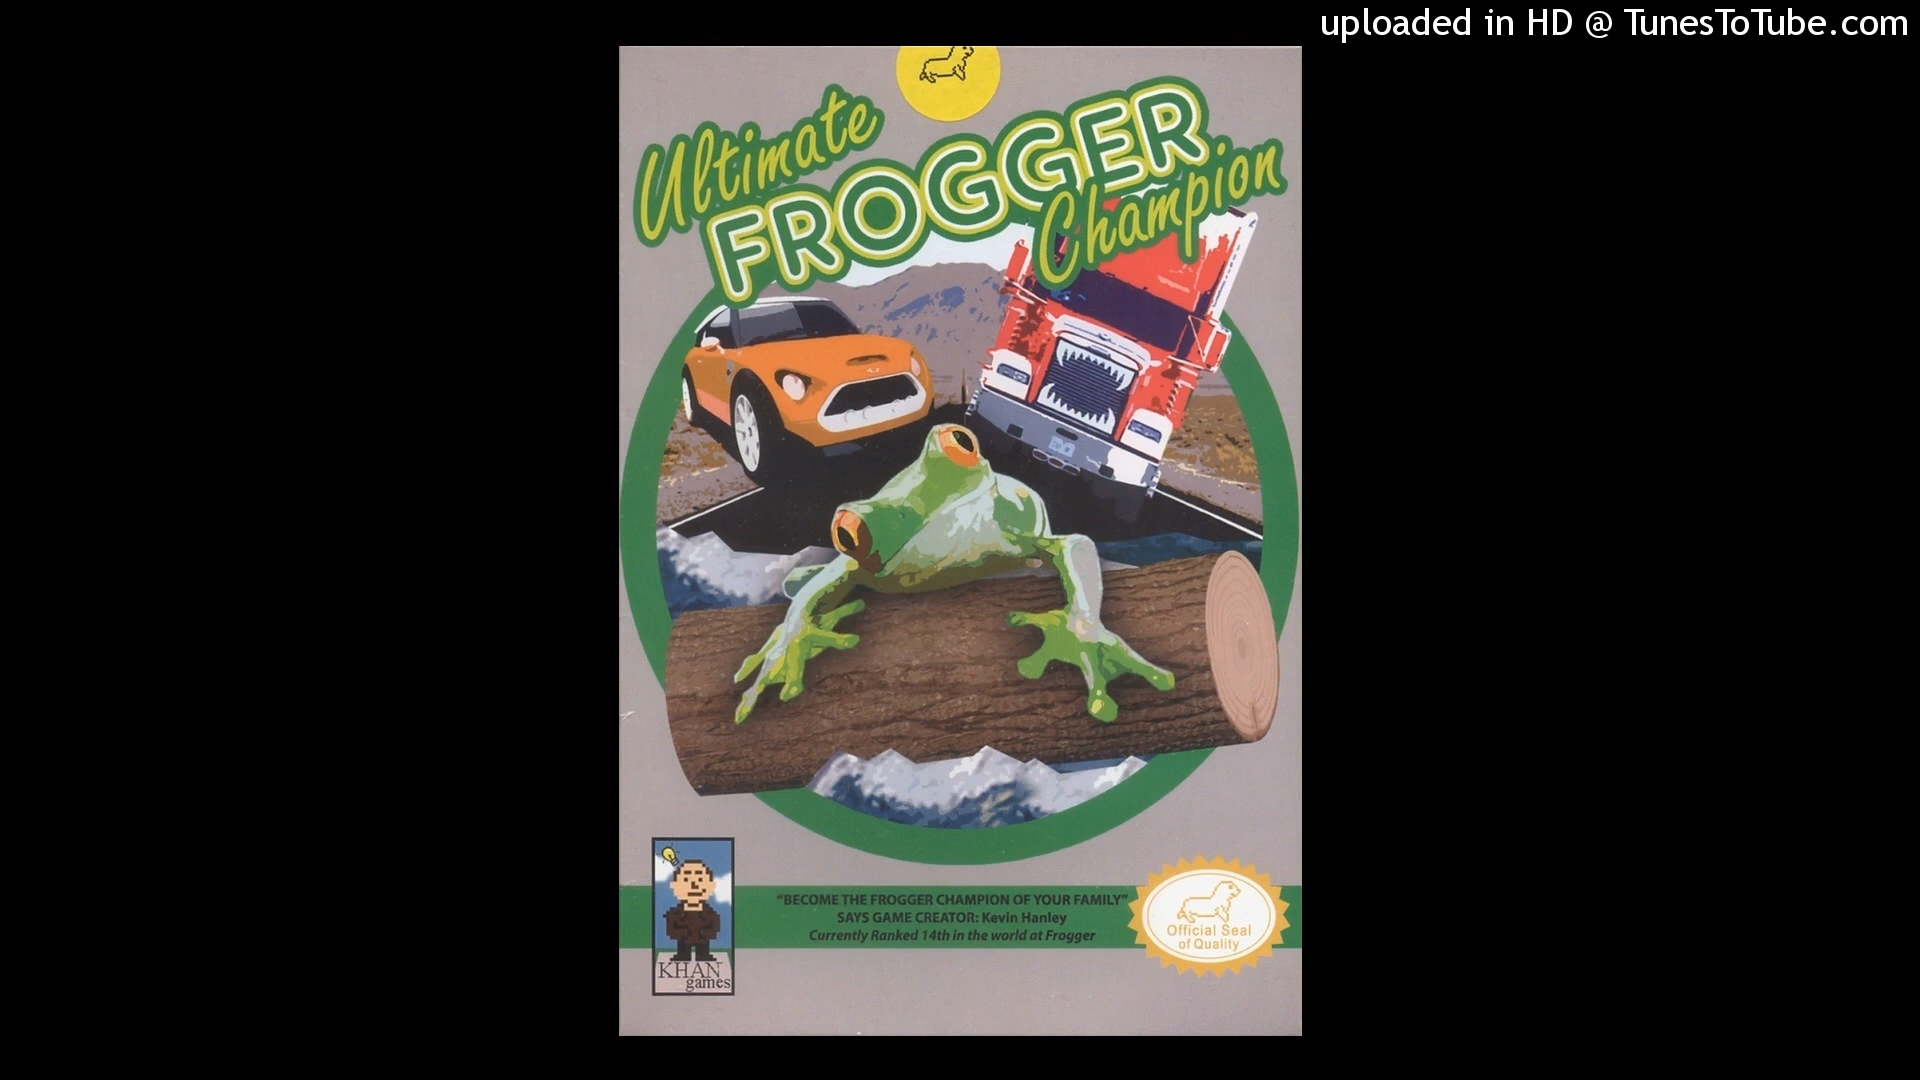 uploaded in HD @ TunesToTube.com
Ultimate
FROGGER
Champion
"BECOME THE FROGGER CHAMPION OF YOUR FAMILY"
SAYS GAME CREATOR: Kevin Hanley
Currently Ranked 14th in the world at Frogger
Official Seal
of Quality
KHAN
games